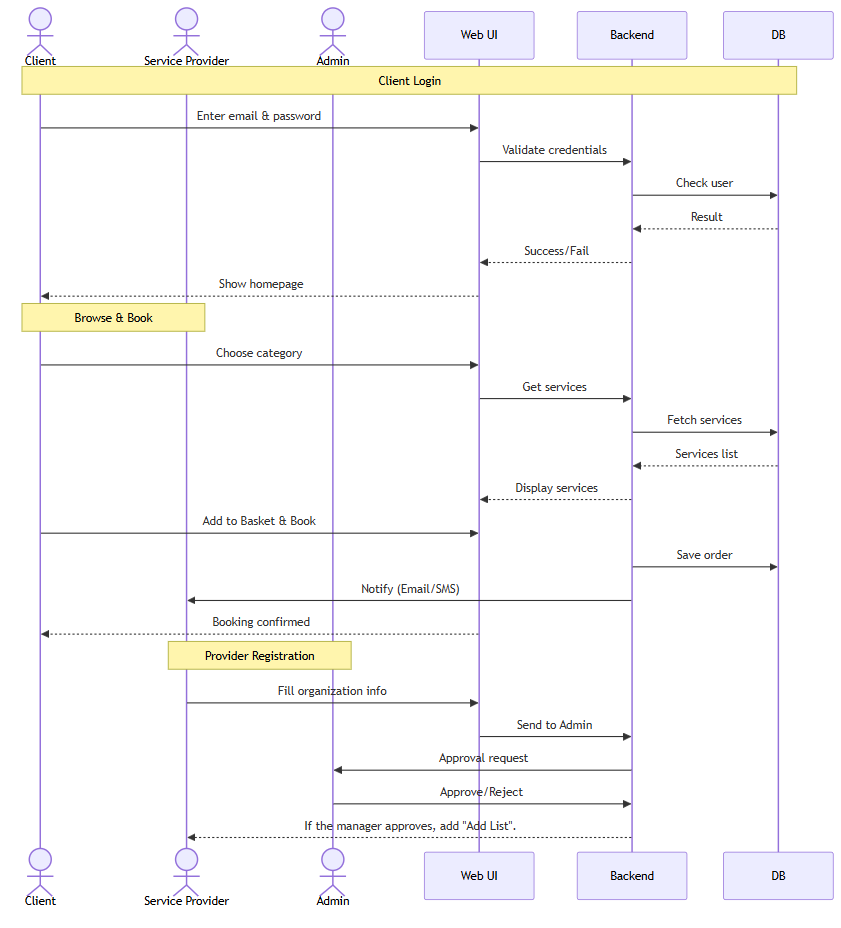 Client
Service Provider
Admin
Web UI
Backend
DB
Client Login
Enter email & password
Validate credentials
Check user
Result
Success/Fail
Show homepage
Browse & Book
Choose category
Get services
Fetch services
Services list
Display services
Add to Basket & Book
Save order
Notify (Email/SMS)
Booking confirmed
Provider Registration
Fill organization info
Send to Admin
Approval request
Approve/Reject
If the manager approves, add "Add List".
Client
Service Provider
Admin
Web UI
Backend
DB